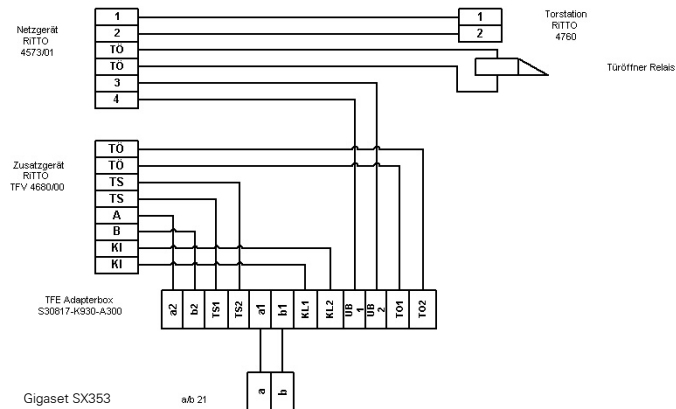 Netzgerät
RiTTO
4573/01
1
2
TÖ
TÖ
3
4
1
2
Torstation
RiTTO
4760
Türöffner Relais
Zusatzgerät
RiTTO
TFV 4680/00
TÖ
TÖ
TS
TS
A
B
KI
KI
TFE Adapterbox
S30817-K930-A300
a2
b2
TS1
TS2
a1
b1
KL1
KL2
UB 1
UB 2
TO1
TO2
Gigaset SX353
a/b 21
a
b